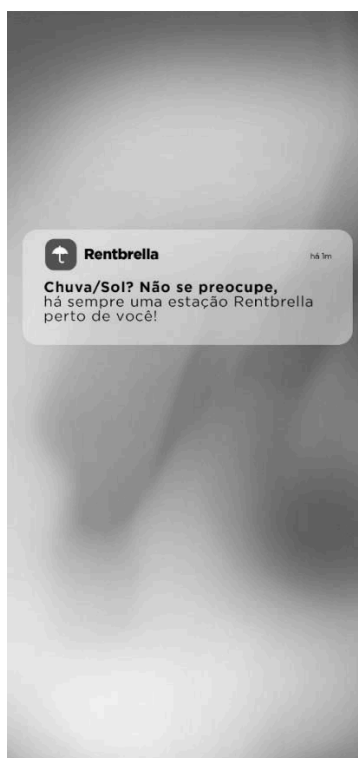 Rentbrella
há 1m
Chuva/Sol? Não se preocupe,
há sempre uma estação Rentbrella
perto de você!